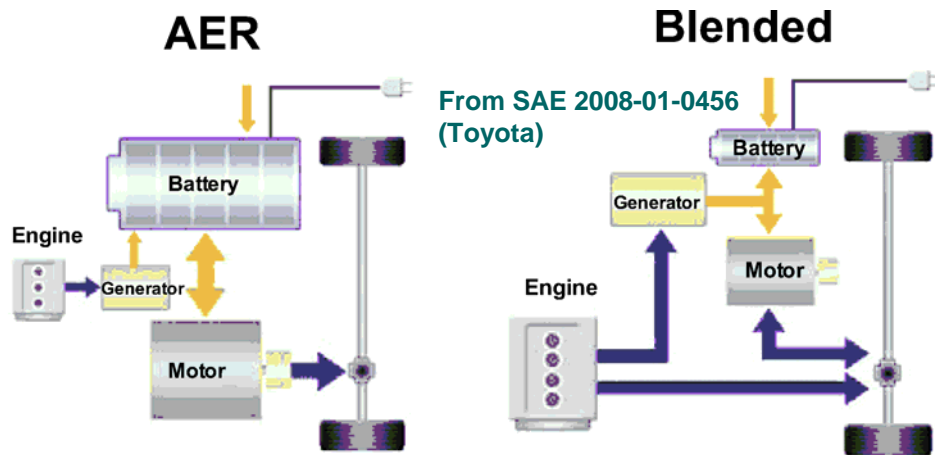 AER
Blended
From SAE 2008-01-0456
(Toyota)
Battery
Engine
Generator
Motor
Battery
Generator
Motor
Engine